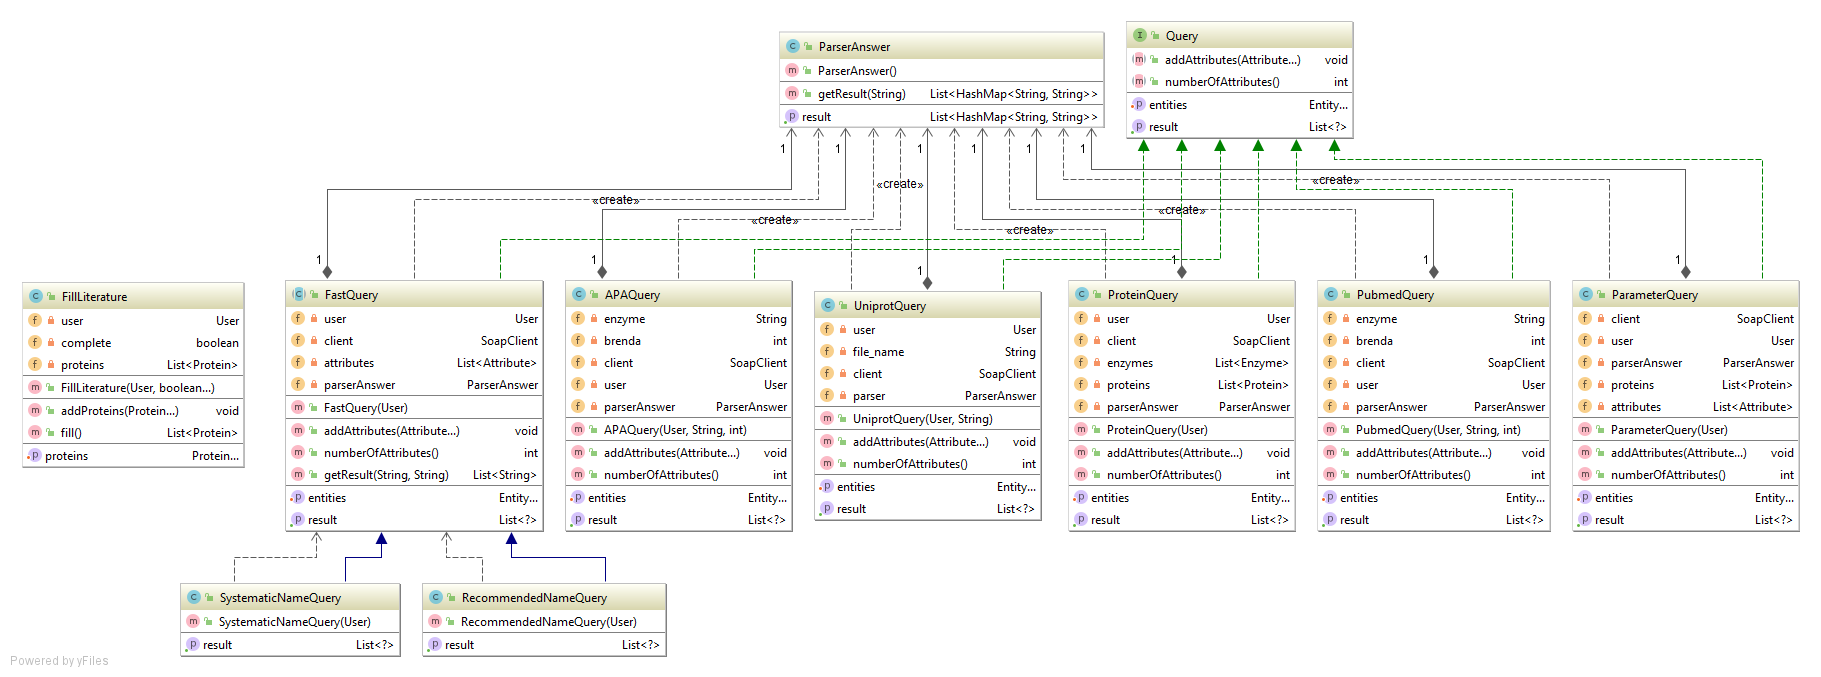 ParserAnswer
ParserAnswer()
getResult(String) List<HashMap<String, String>>
result List<HashMap<String, String>>
Query
addAttributes(Attribute...) void
numberOfAttributes() int
entities Entity...
result List<?>
1
1
1
1
1
1
«create»
«create»
«create»
«create»
«create»
«create»
1
1
1
1
1
1
FillLiterature
user User
complete boolean
proteins List<Protein>
FillLiterature(User, boolean...)
addProteins(Protein...) void
fill() List<Protein>
proteins Protein...
FastQuery
user User
client SoapClient
attributes List<Attribute>
parserAnswer ParserAnswer
FastQuery(User)
addAttributes(Attribute...) void
numberOfAttributes() int
getResult(String, String) List<String>
entities Entity...
result List<?>
APAQuery
enzyme String
brenda int
client SoapClient
user User
parserAnswer ParserAnswer
APAQuery(User, String, int)
addAttributes(Attribute...) void
numberOfAttributes() int
entities Entity...
result List<?>
UniprotQuery
user User
file_name String
client SoapClient
parser ParserAnswer
UniprotQuery(User, String)
addAttributes(Attribute...) void
numberOfAttributes() int
entities Entity...
result List<?>
ProteinQuery
user User
client SoapClient
enzymes List<Enzyme>
proteins List<Protein>
parserAnswer ParserAnswer
ProteinQuery(User)
addAttributes(Attribute...) void
numberOfAttributes() int
entities Entity...
result List<?>
PubmedQuery
enzyme String
brenda int
client SoapClient
user User
parserAnswer ParserAnswer
PubmedQuery(User, String, int)
addAttributes(Attribute...) void
numberOfAttributes() int
entities Entity...
result List<?>
ParameterQuery
client SoapClient
user User
parserAnswer ParserAnswer
proteins List<Protein>
attributes List<Attribute>
ParameterQuery(User)
addAttributes(Attribute...) void
numberOfAttributes() int
entities Entity...
result List<?>
SystematicNameQuery
SystematicNameQuery(User)
result List<?>
RecommendedNameQuery
RecommendedNameQuery(User)
result List<?>
Powered by yFiles